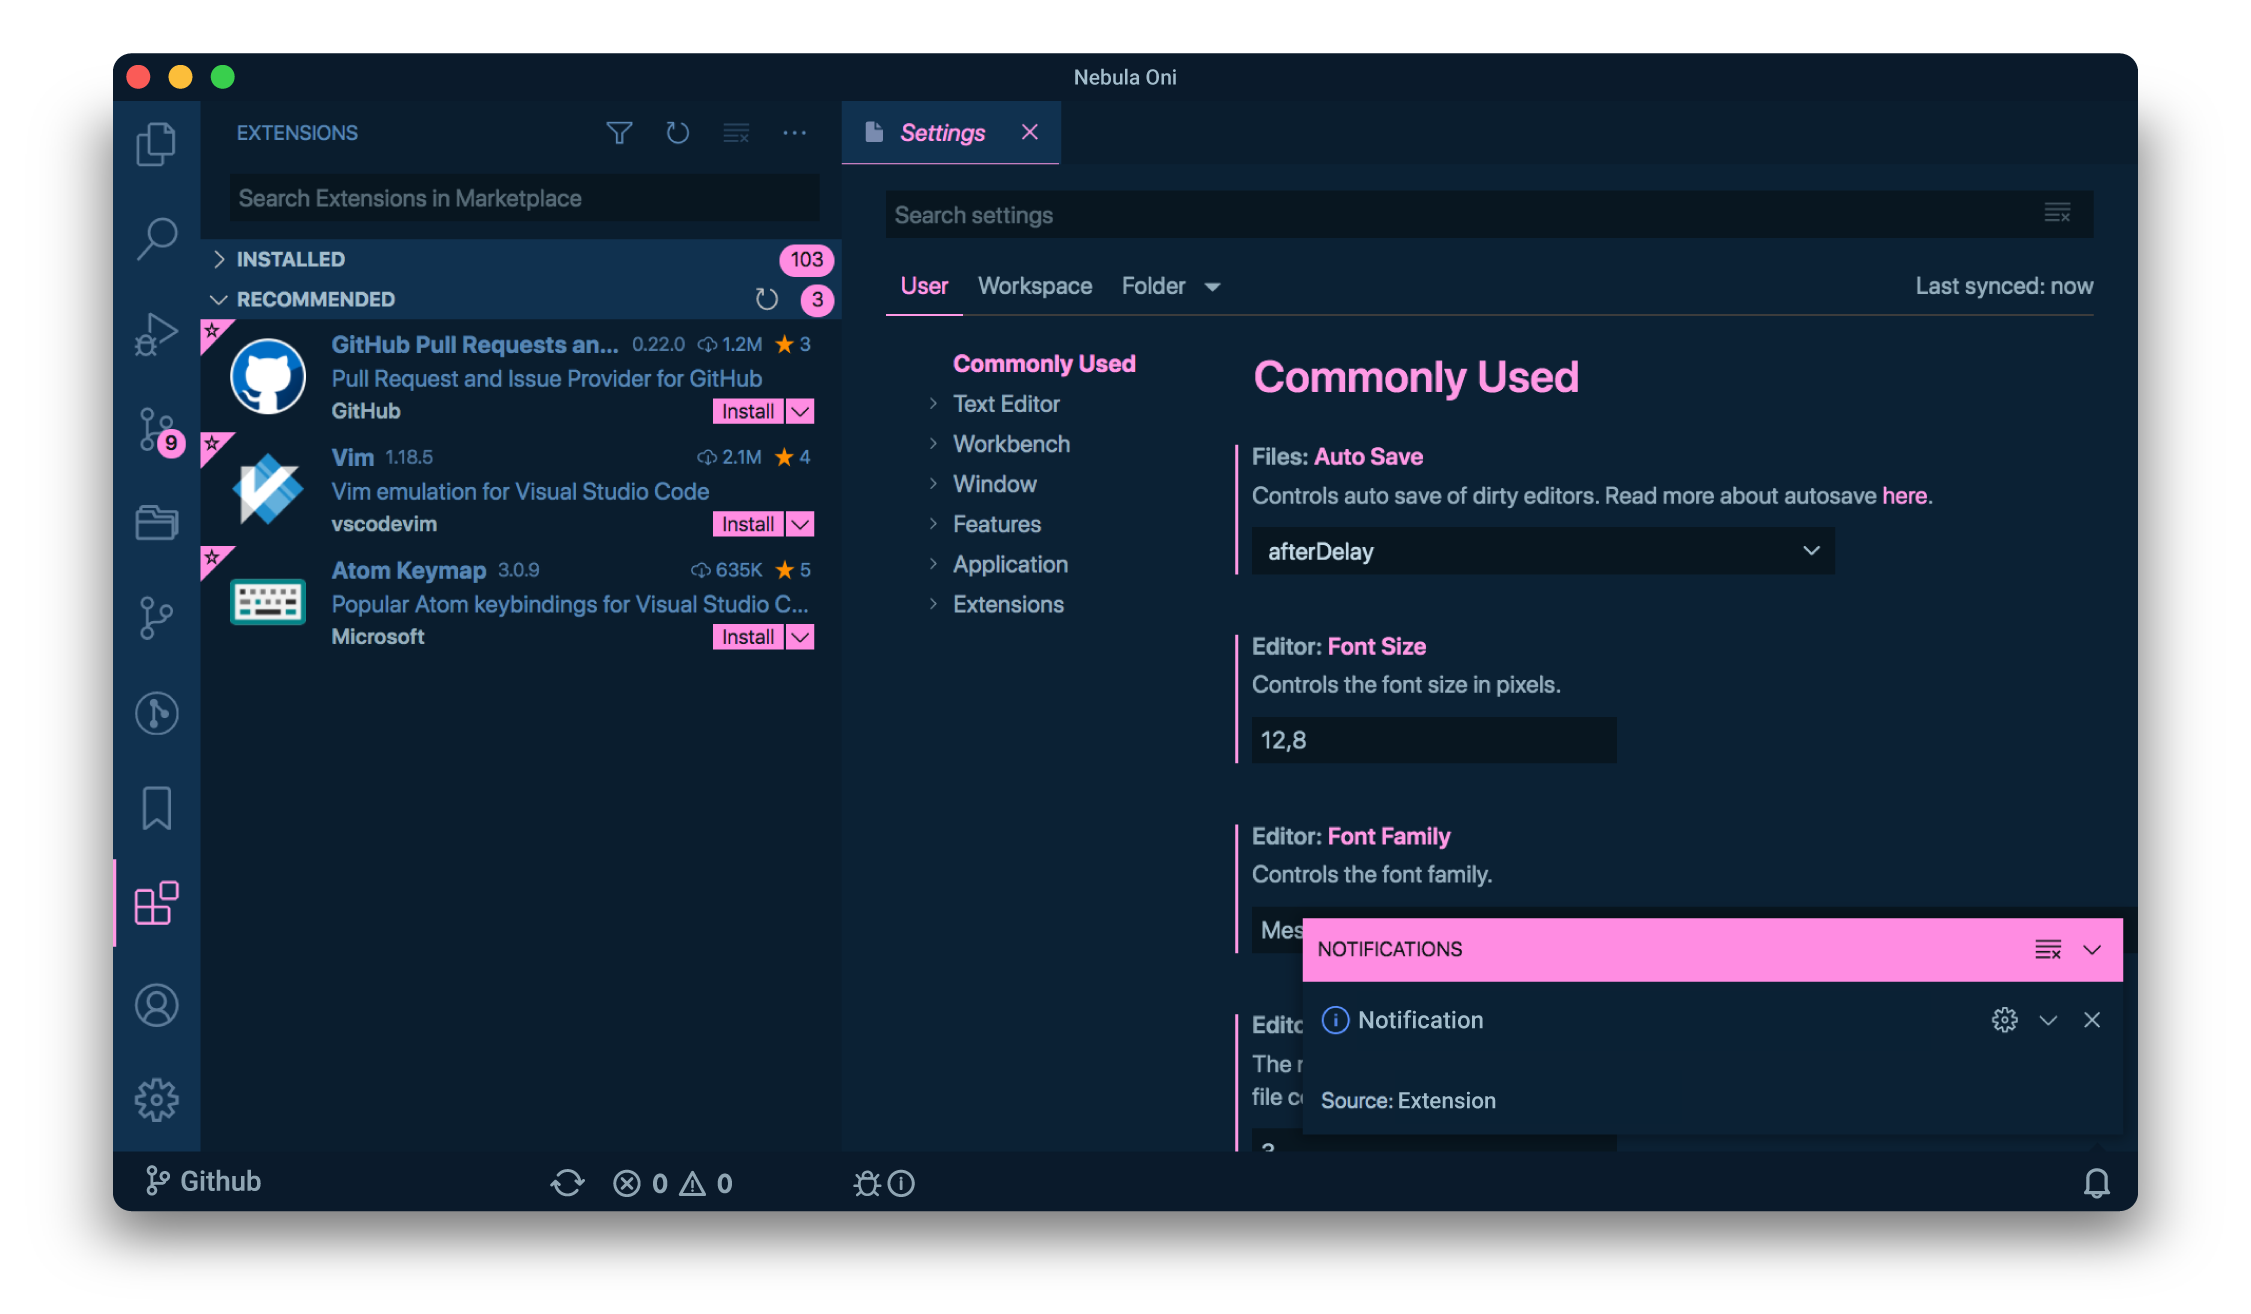 Nebula Oni
EXTENSIONS
Search Extensions in Marketplace
INSTALLED 103
RECOMMENDED 3
GitHub Pull Requests an... 0.22.0 1.2M 3
Pull Request and Issue Provider for GitHub
GitHub Install
Vim 1.18.5 2.1M 4
Vim emulation for Visual Studio Code
vscodevim Install
Atom Keymap 3.0.9 635K 5
Popular Atom keybindings for Visual Studio C...
Microsoft Install
9
Settings
Search settings
User Workspace Folder Last synced: now
Commonly Used
Text Editor
Workbench
Window
Features
Application
Extensions
Commonly Used
Files: Auto Save
Controls auto save of dirty editors. Read more about autosave here.
afterDelay
Editor: Font Size
Controls the font size in pixels.
12,8
Editor: Font Family
Controls the font family.
Mes
The
file
NOTIFICATIONS
Notification
Source: Extension
Github 0 0